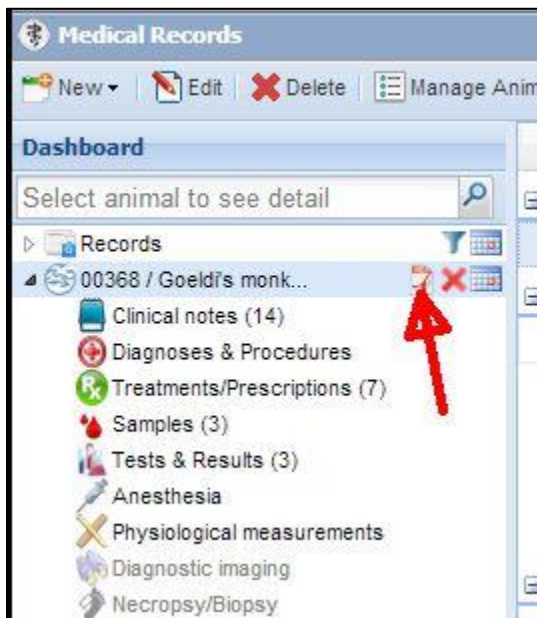 Medical Records
New Edit Delete Manage Anim
Dashboard
Select animal to see detail
Records
00368 / Goeldi's monk...
Clinical notes (14)
Diagnoses & Procedures
Rx Treatments/Prescriptions (7)
Samples (3)
Tests & Results (3)
Anesthesia
Physiological measurements
Diagnostic imaging
Necropsy/Biopsy